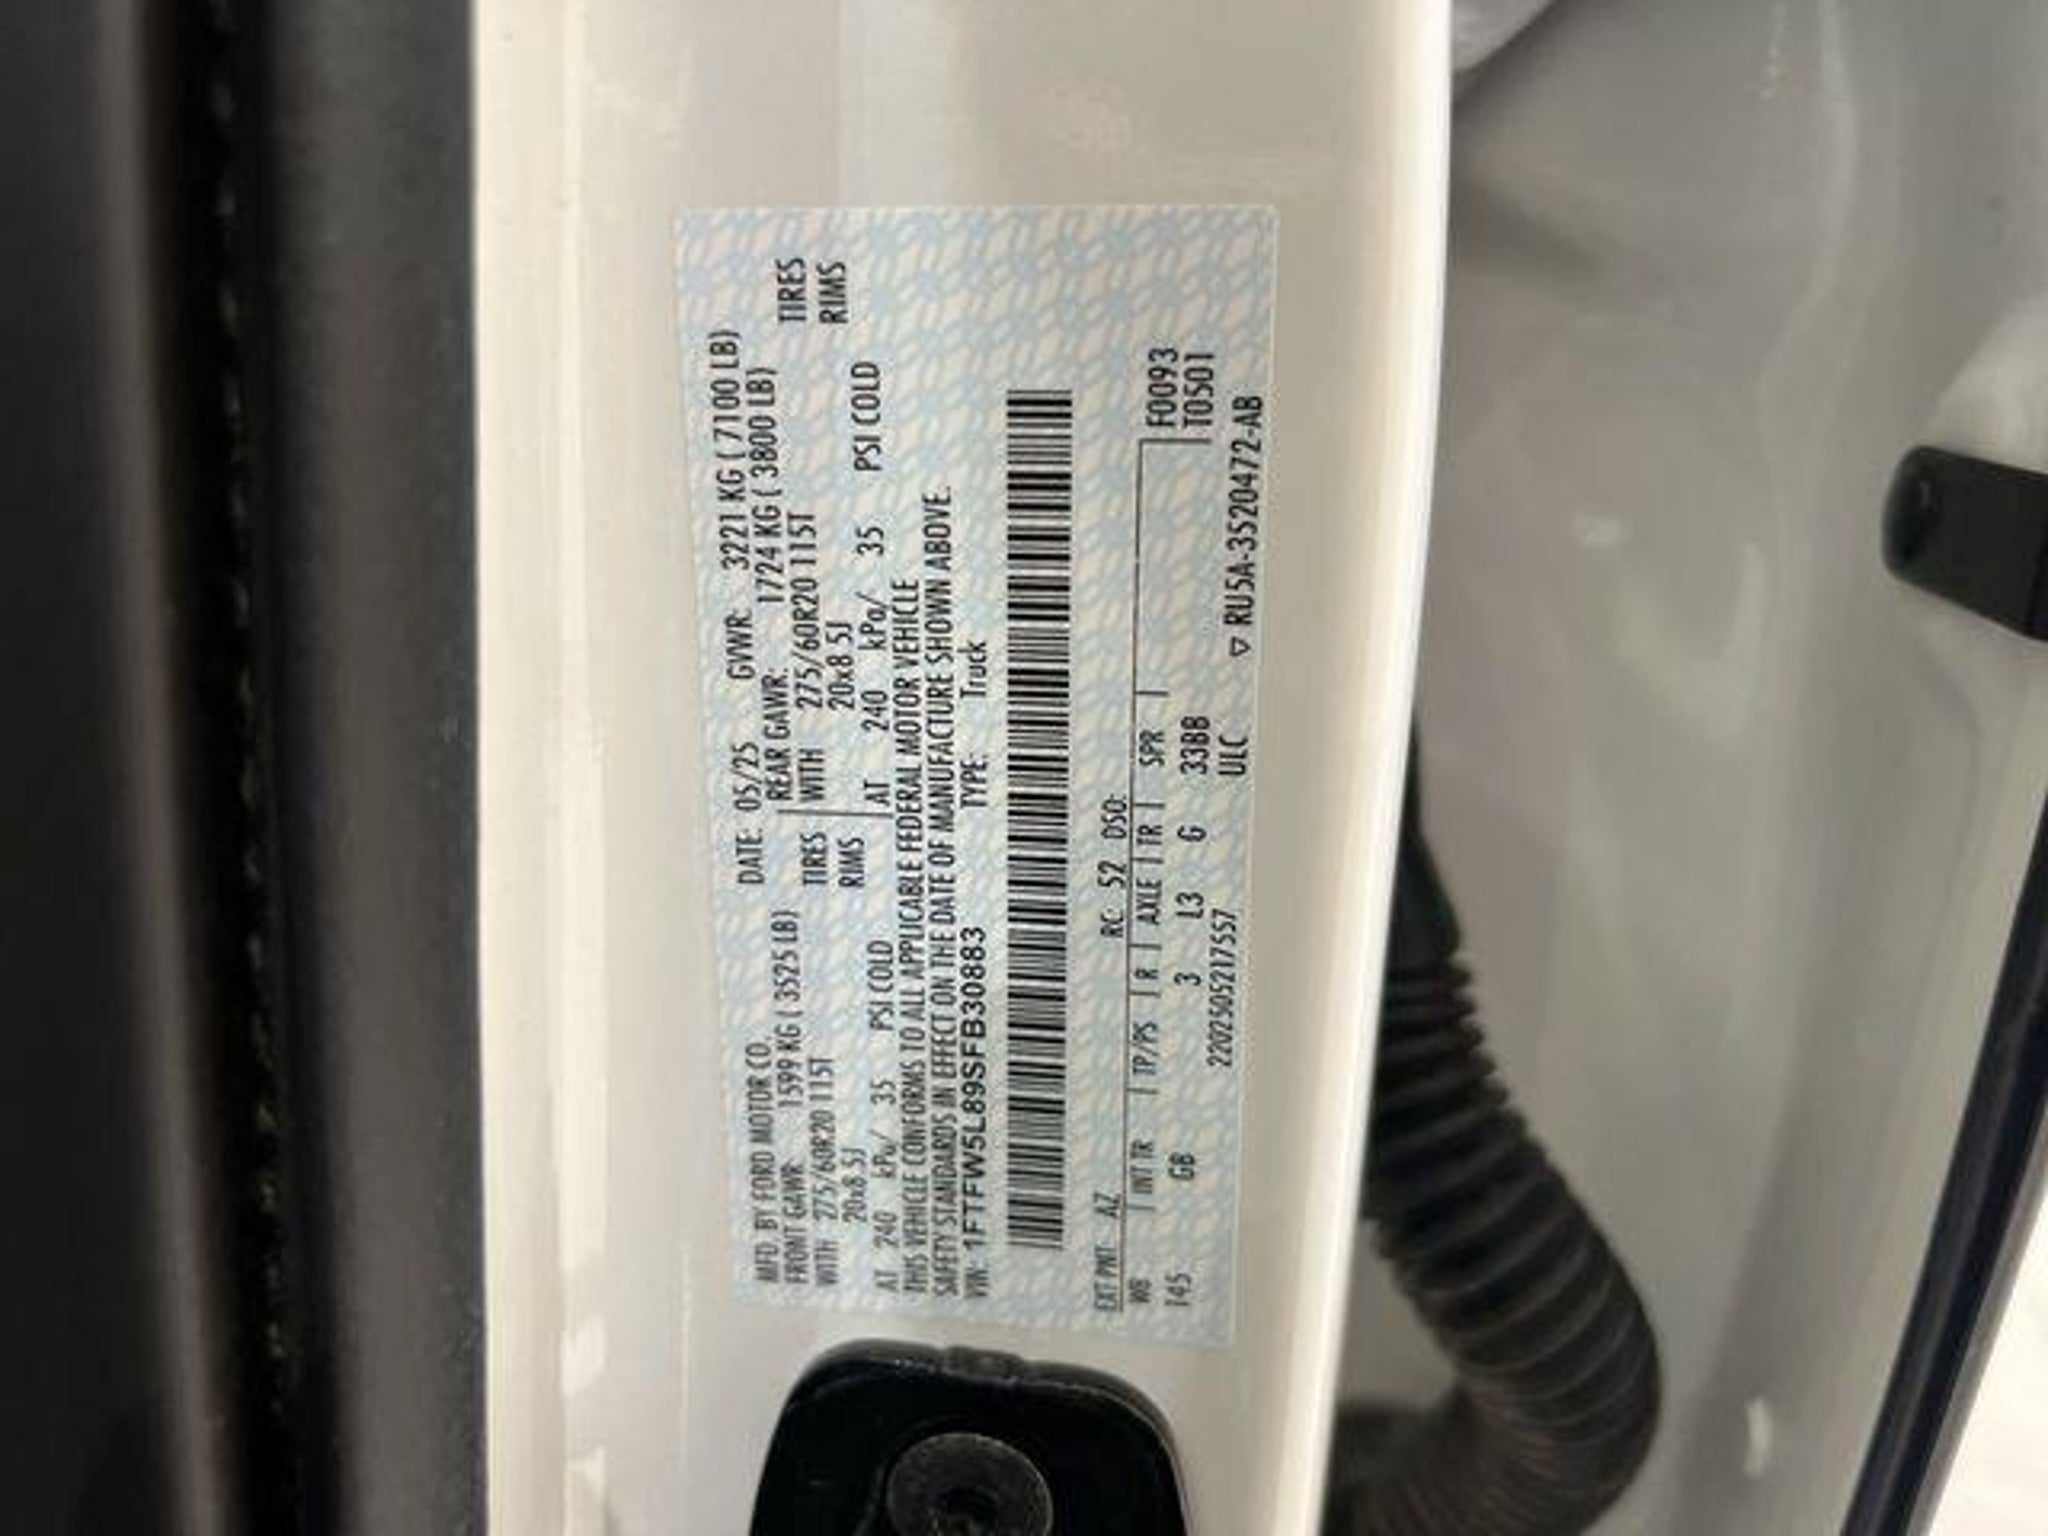 MFD. BY FORD MOTOR CO. DATE: 05/25 GVWR: 3221 KG ( 7100 LB)
FRONT GAWR: 1599 KG ( 3525 LB) REAR GAWR: 1724 KG ( 3800 LB)
WITH 275/60R20 115T TIRES WITH 275/60R20 115T TIRES
20x8.5J RIMS 20x8.5J RIMS
AT 240 kPa/ 35 PSI COLD AT 240 kPa/ 35 PSI COLD
THIS VEHICLE CONFORMS TO ALL APPLICABLE FEDERAL MOTOR VEHICLE
SAFETY STANDARDS IN EFFECT ON THE DATE OF MANUFACTURE SHOWN ABOVE.
VIN: 1FTFW5L89SFB30883 TYPE: Truck
EXT PNT: AZ RC: 52 DSO: F0093
WB INT TR TP/PS R AXLE TR SPR T0501
145 GB 3 L3 G 33BB
2202505217557 ULC ▽ RU5A-3520472-AB